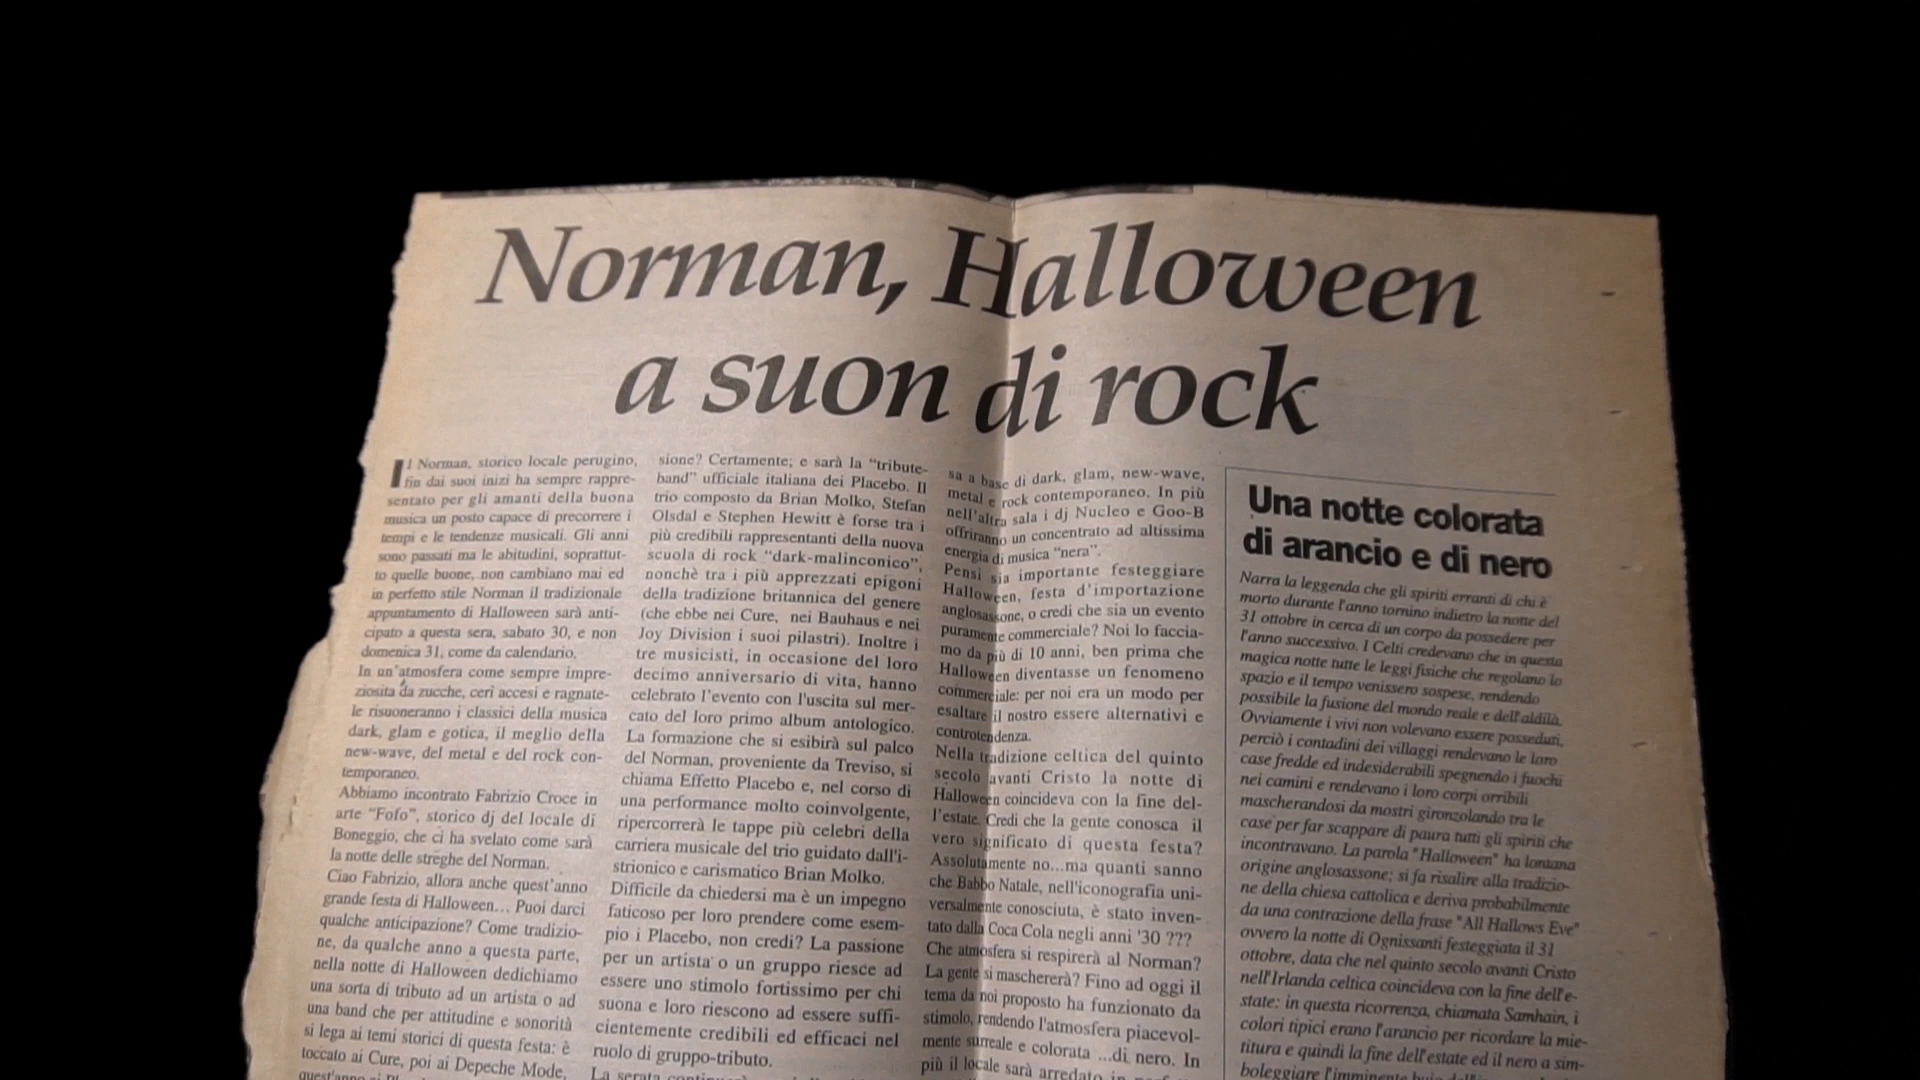 Norman, Halloween
a suon di rock
Il Norman, storico locale perugino,
fin dai suoi inizi ha sempre rappre-
sentato per gli amanti della buona
musica un posto capace di precorrere i
tempi e le tendenze musicali. Gli anni
sono passati ma le abitudini, soprattut-
to quelle buone, non cambiano mai ed
in perfetto stile Norman il tradizionale
appuntamento di Halloween sarà anti-
cipato a questa sera, sabato 30, e non
domenica 31, come da calendario.
In un'atmosfera come sempre impre-
ziosita da zucche, ceri accesi e ragnate-
le risuoneranno i classici della musica
dark, glam e gotica, il meglio della
new-wave, del metal e del rock con-
temporaneo.
Abbiamo incontrato Fabrizio Croce in
arte "Fofo", storico dj del locale di
Boneggio, che ci ha svelato come sarà
la notte delle streghe del Norman.
Ciao Fabrizio, allora anche quest'anno
grande festa di Halloween... Puoi darci
qualche anticipazione? Come tradizio-
ne, da qualche anno a questa parte,
nella notte di Halloween dedichiamo
una sorta di tributo ad un artista o ad
una band che per attitudine e sonorità
si lega ai temi storici di questa festa: è
toccato ai Cure, poi ai Depeche Mode,
quest'anno ai
sione? Certamente; e sarà la "tribute-
band" ufficiale italiana dei Placebo. Il
trio composto da Brian Molko, Stefan
Olsdal e Stephen Hewitt è forse tra i
più credibili rappresentanti della nuova
scuola di rock "dark-malinconico",
nonchè tra i più apprezzati epigoni
della tradizione britannica del genere
(che ebbe nei Cure, nei Bauhaus e nei
Joy Division i suoi pilastri). Inoltre i
tre musicisti, in occasione del loro
decimo anniversario di vita, hanno
celebrato l'evento con l'uscita sul mer-
cato del loro primo album antologico.
La formazione che si esibirà sul palco
del Norman, proveniente da Treviso, si
chiama Effetto Placebo e, nel corso di
una performance molto coinvolgente,
ripercorrerà le tappe più celebri della
carriera musicale del trio guidato dall'i-
strionico e carismatico Brian Molko.
Difficile da chiedersi ma è un impegno
faticoso per loro prendere come esem-
pio i Placebo, non credi? La passione
per un artista o un gruppo riesce ad
essere uno stimolo fortissimo per chi
suona e loro riescono ad essere suffi-
cientemente credibili ed efficaci nel
ruolo di gruppo-tributo.
La serata
sa a base di dark, glam, new-wave,
metal e rock contemporaneo. In più
nell'altra sala i dj Nucleo e Goo-B
offriranno un concentrato ad altissima
energia di musica "nera".
Pensi sia importante festeggiare
Halloween, festa d'importazione
anglosassone, o credi che sia un evento
puramente commerciale? Noi lo faccia-
mo da più di 10 anni, ben prima che
Halloween diventasse un fenomeno
commerciale: per noi era un modo per
esaltare il nostro essere alternativi e
controtendenza.
Nella tradizione celtica del quinto
secolo avanti Cristo la notte di
Halloween coincideva con la fine del-
l'estate. Credi che la gente conosca il
vero significato di questa festa?
Assolutamente no...ma quanti sanno
che Babbo Natale, nell'iconografia uni-
versalmente conosciuta, è stato inven-
tato dalla Coca Cola negli anni '30 ???
Che atmosfera si respirerà al Norman?
La gente si maschererà? Fino ad oggi il
tema da noi proposto ha funzionato da
stimolo, rendendo l'atmosfera piacevol-
mente surreale e colorata ...di nero. In
più il locale sarà arredato in
Una notte colorata
di arancio e di nero
Narra la leggenda che gli spiriti erranti di chi è
morto durante l'anno tornino indietro la notte del
31 ottobre in cerca di un corpo da possedere per
l'anno successivo. I Celti credevano che in questa
magica notte tutte le leggi fisiche che regolano lo
spazio e il tempo venissero sospese, rendendo
possibile la fusione del mondo reale e dell'aldilà.
Ovviamente i vivi non volevano essere posseduti,
perciò i contadini dei villaggi rendevano le loro
case fredde ed indesiderabili spegnendo i fuochi
nei camini e rendevano i loro corpi orribili
mascherandosi da mostri gironzolando tra le
case per far scappare di paura tutti gli spiriti che
incontravano. La parola "Halloween" ha lontana
origine anglosassone; si fa risalire alla tradizio-
ne della chiesa cattolica e deriva probabilmente
da una contrazione della frase "All Hallows Eve"
ovvero la notte di Ognissanti festeggiata il 31
ottobre, data che nel quinto secolo avanti Cristo
nell'Irlanda celtica coincideva con la fine dell'e-
state: in questa ricorrenza, chiamata Samhain, i
colori tipici erano l'arancio per ricordare la mie-
titura e quindi la fine dell'estate ed il nero a sim-
boleggiare l'imminente buio